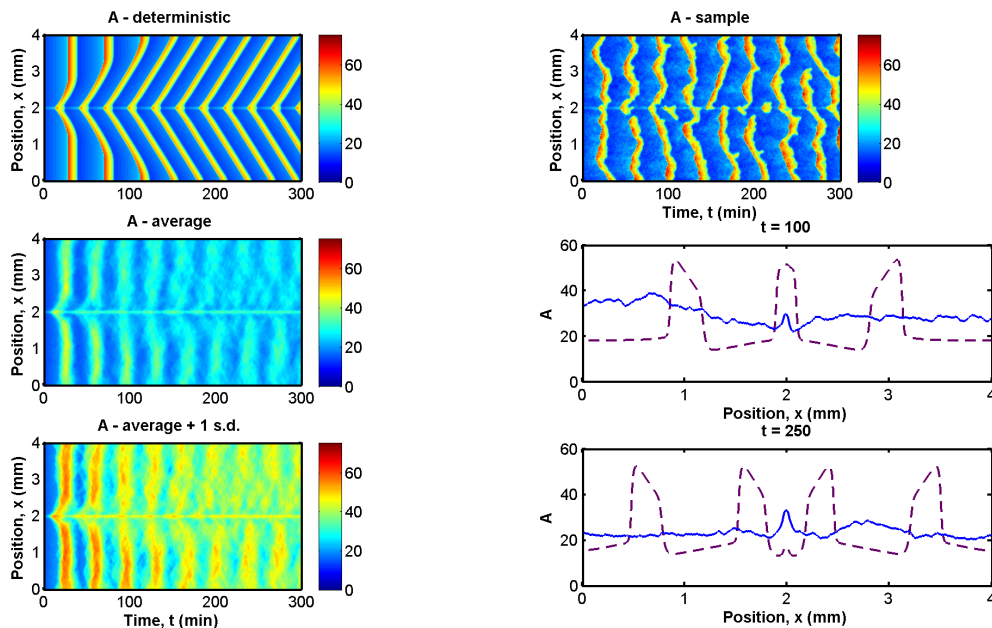 A - deterministic
4
3
2
1
0
Position, x (mm)
0 100 200 300
60
40
20
0
A - sample
4
3
2
1
0
Position, x (mm)
0 100 200 300
Time, t (min)
60
40
20
0
A - average
4
3
2
1
0
Position, x (mm)
0 100 200 300
60
40
20
0
t = 100
60
40
20
0
A
0 1 2 3 4
Position, x (mm)
A - average + 1 s.d.
4
3
2
1
0
Position, x (mm)
0 100 200 300
Time, t (min)
60
40
20
0
t = 250
60
40
20
0
A
0 1 2 3 4
Position, x (mm)